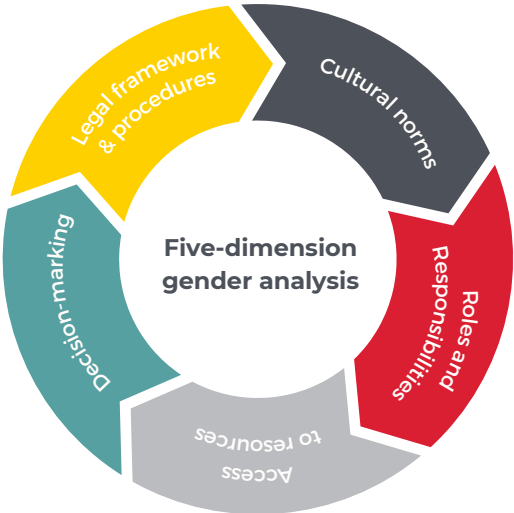 Five-dimension
gender analysis
Cultural norms
Roles and
Responsibilities
Access
to resources
Decision-marking
Legal framework
& procedures